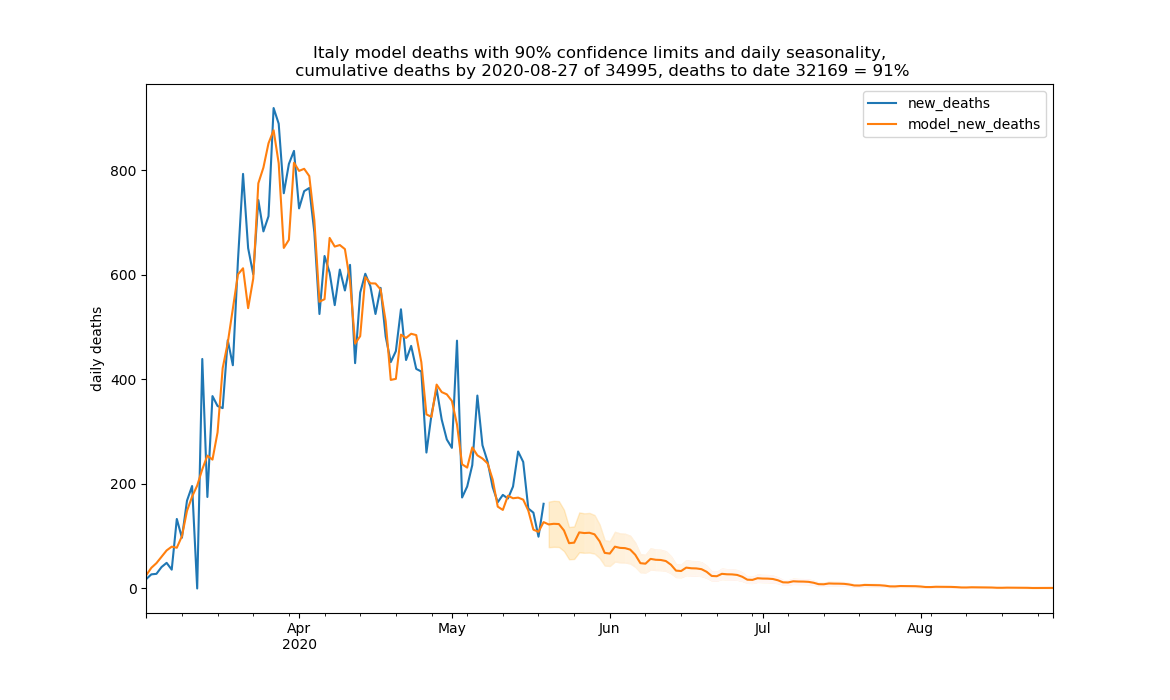 Italy model deaths with 90% confidence limits and daily seasonality,
cumulative deaths by 2020-08-27 of 34995, deaths to date 32169 = 91%
new_deaths
model_new_deaths
daily deaths
800
600
400
200
0
Apr
2020
May
Jun
Jul
Aug